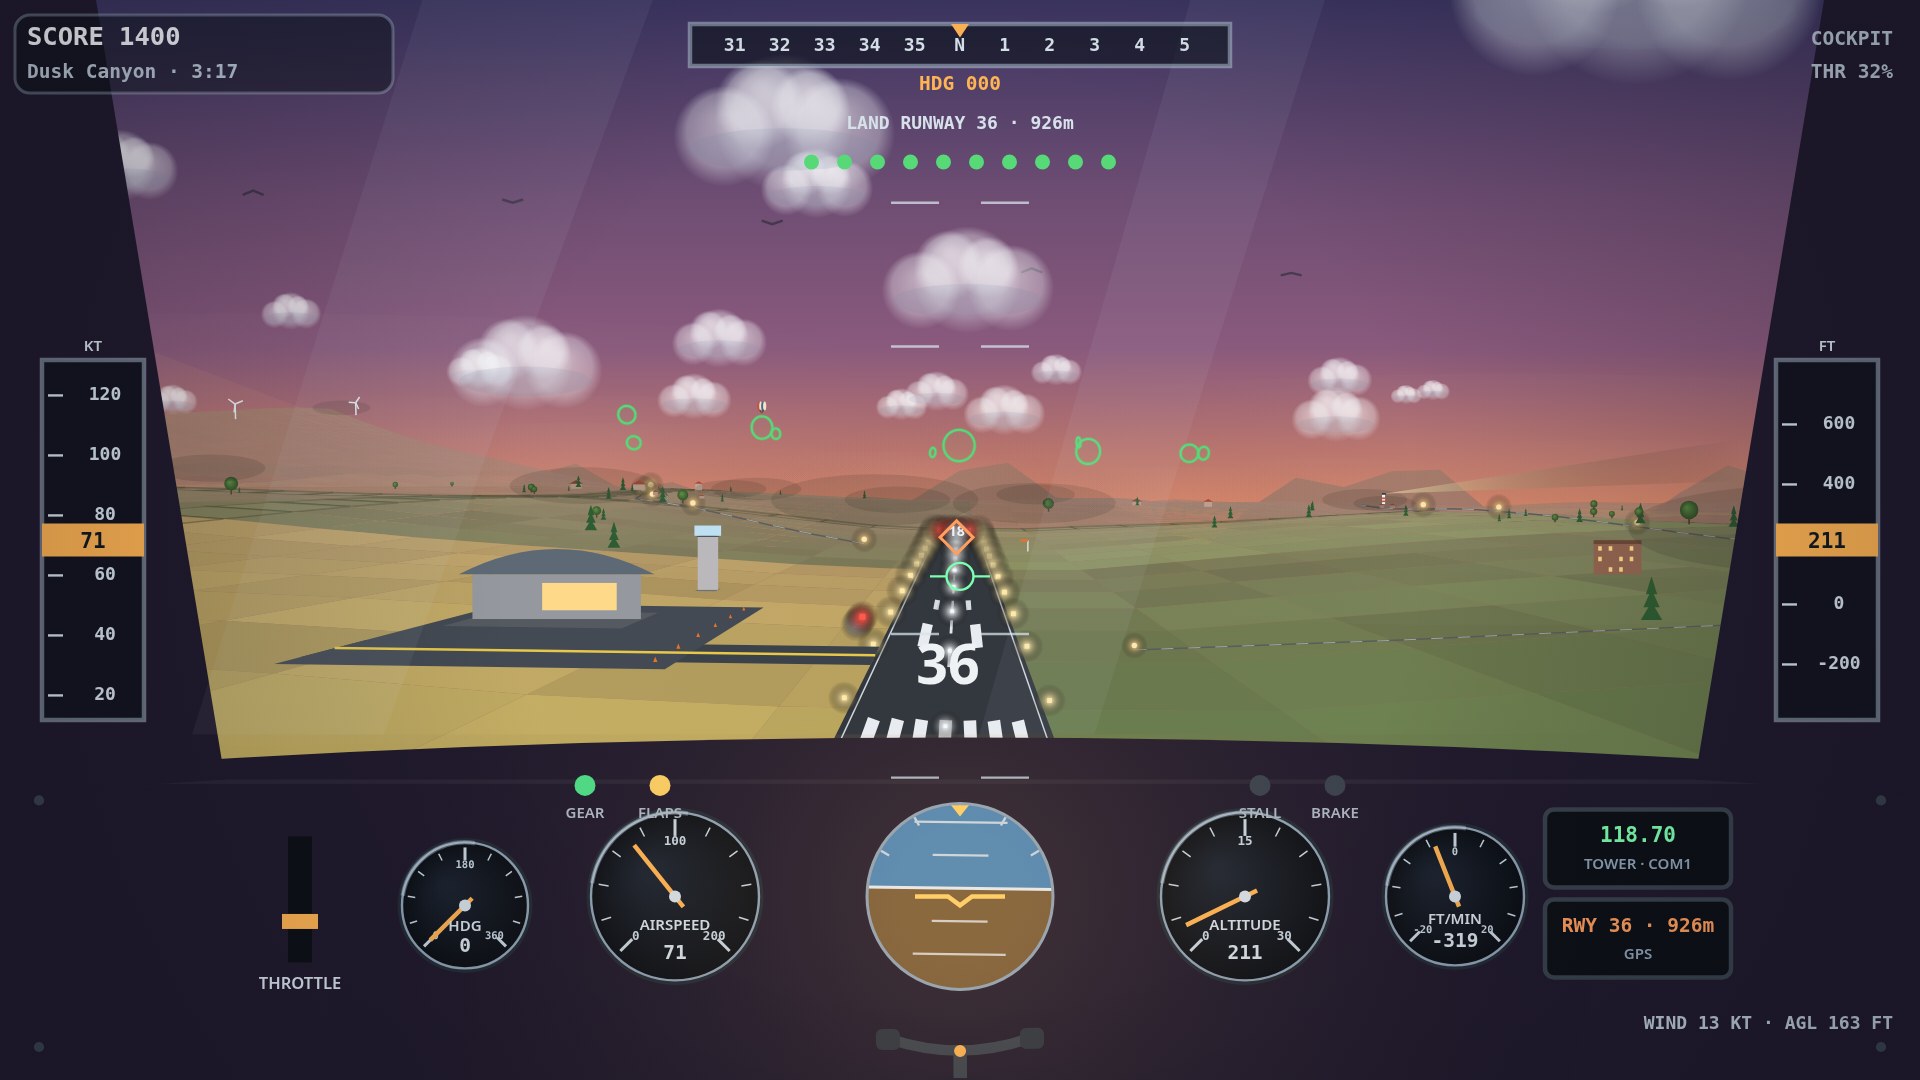 SCORE 1400
Dusk Canyon · 3:17
31 32 33 34 35 N 1 2 3 4 5
HDG 000
LAND RUNWAY 36 · 926m
COCKPIT
THR 32%
KT
120
100
80
71
60
40
20
FT
600
400
211
0
-200
18
36
GEAR
FLAPS
STALL
BRAKE
THROTTLE
180
0
360
HDG
0
100
0
200
AIRSPEED
71
15
0
30
ALTITUDE
211
0
-20
20
FT/MIN
-319
118.70
TOWER · COM1
RWY 36 · 926m
GPS
WIND 13 KT · AGL 163 FT